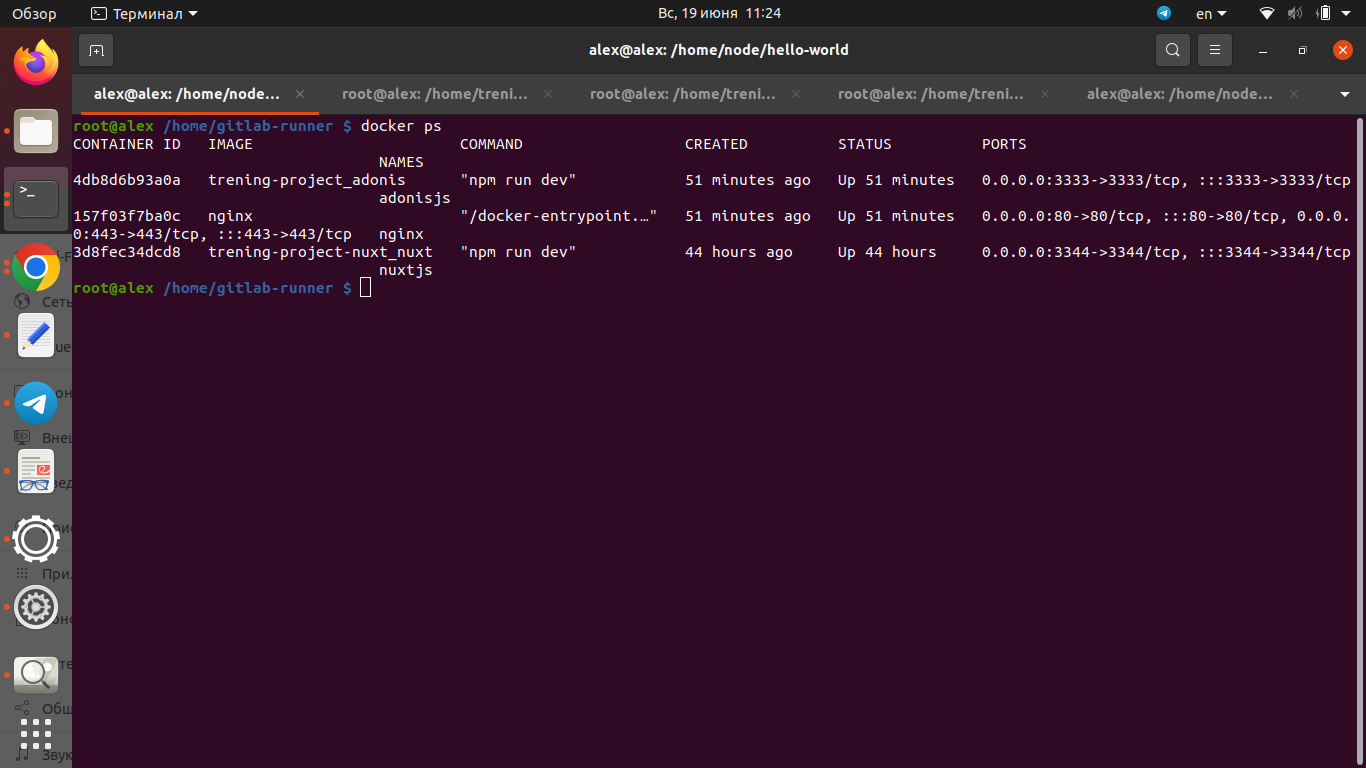 Обзор
Терминал
Вс, 19 июня 11:24
en
alex@alex: /home/node/hello-world
alex@alex: /home/node...
root@alex: /home/treni...
root@alex: /home/treni...
root@alex: /home/treni...
alex@alex: /home/node...
root@alex /home/gitlab-runner $ docker ps
CONTAINER ID IMAGE COMMAND CREATED STATUS PORTS
NAMES
4db8d6b93a0a trening-project_adonis "npm run dev" 51 minutes ago Up 51 minutes 0.0.0.0:3333->3333/tcp, :::3333->3333/tcp
adonisjs
157f03f7ba0c nginx "/docker-entrypoint.…" 51 minutes ago Up 51 minutes 0.0.0.0:80->80/tcp, :::80->80/tcp, 0.0.0.
0:443->443/tcp, :::443->443/tcp nginx
3d8fec34dcd8 trening-project-nuxt_nuxt "npm run dev" 44 hours ago Up 44 hours 0.0.0.0:3344->3344/tcp, :::3344->3344/tcp
nuxtjs
root@alex /home/gitlab-runner $
Сеть
Внеш
При
Общ
Звук